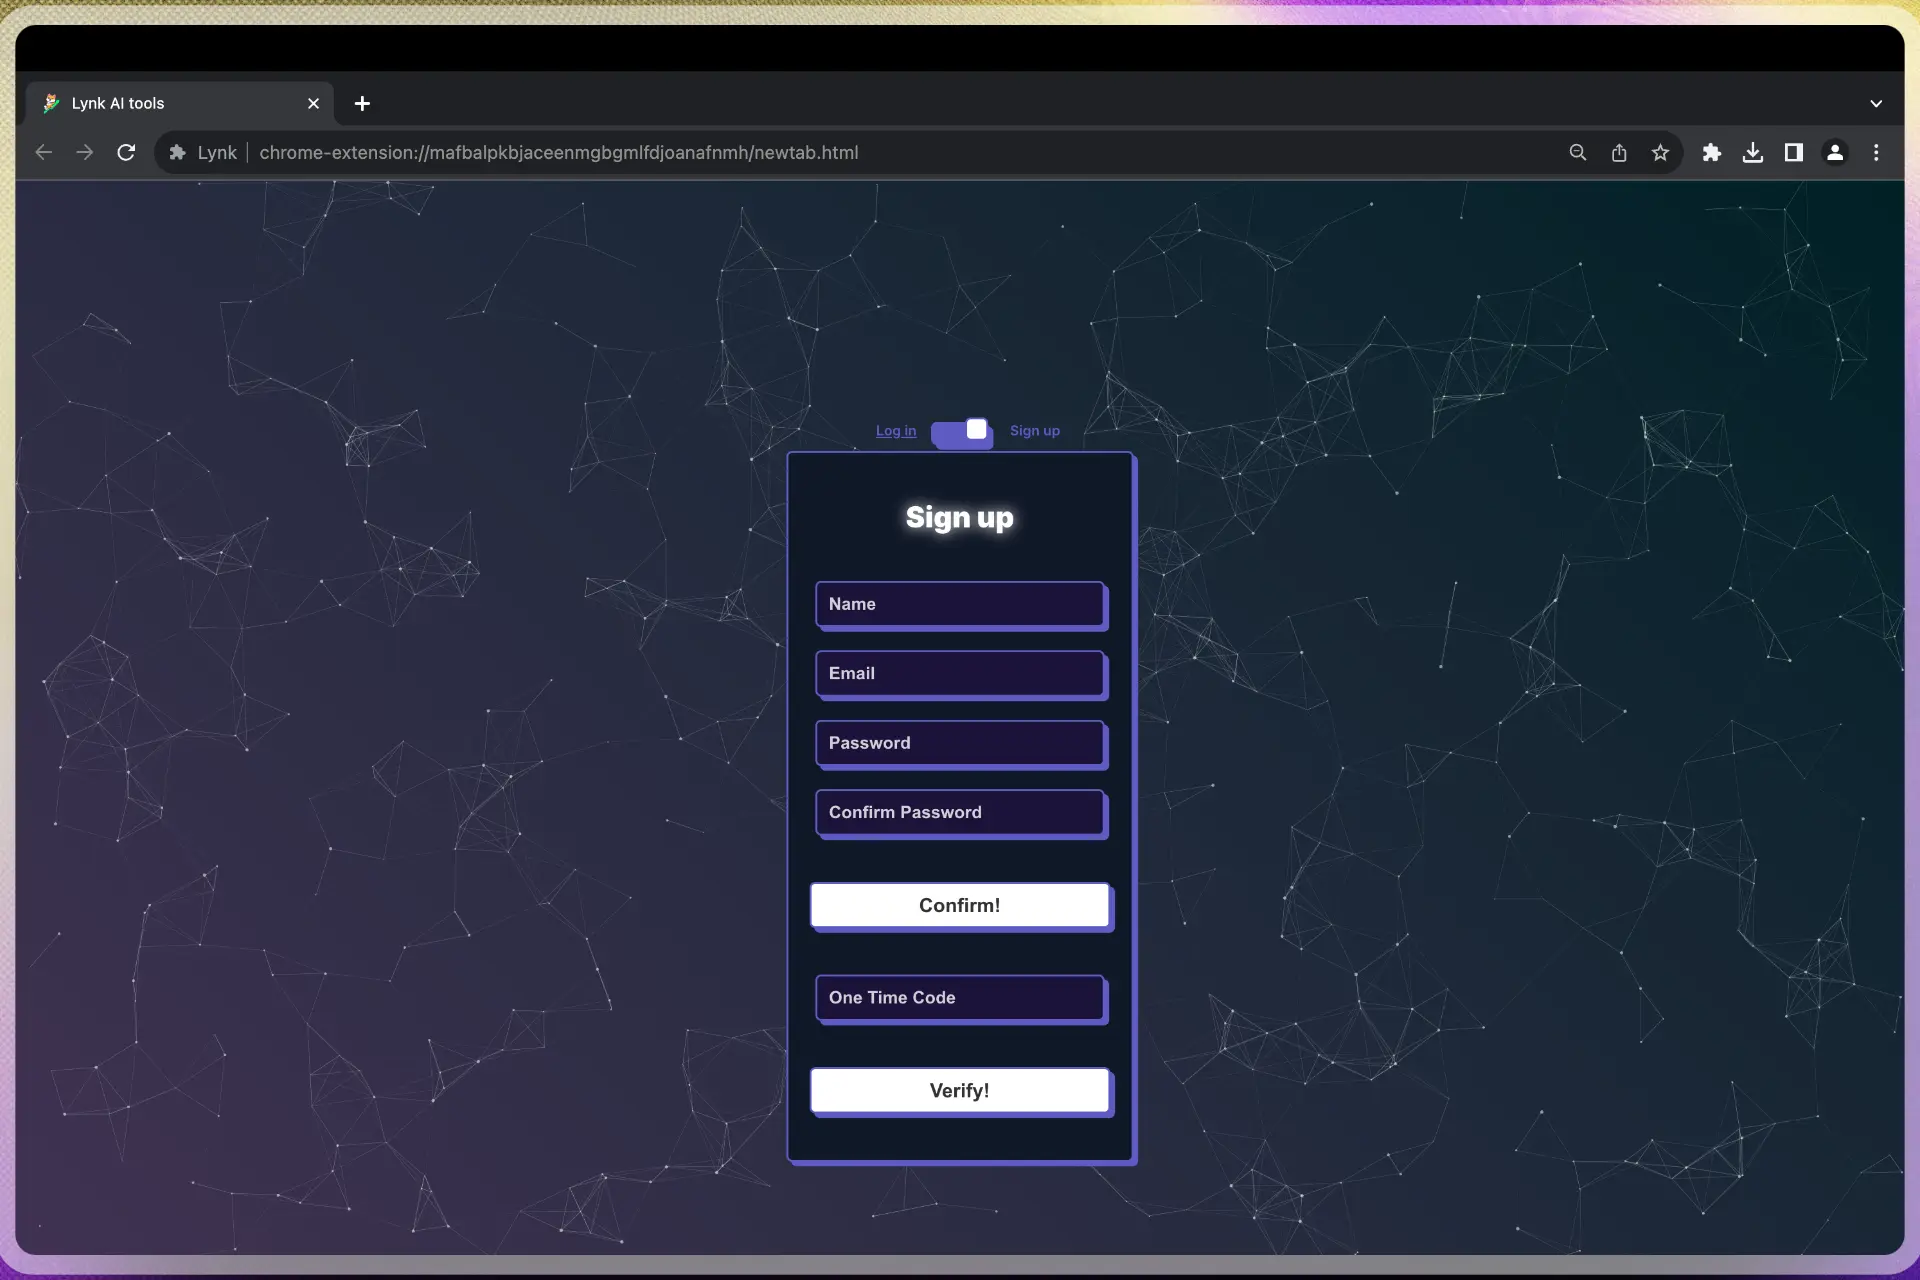 Lynk AI tools
Lynk
chrome-extension://mafbalpkbjaceenmgbgmlfdjoanafnmh/newtab.html
Log in
Sign up
Sign up
Name
Email
Password
Confirm Password
Confirm!
One Time Code
Verify!